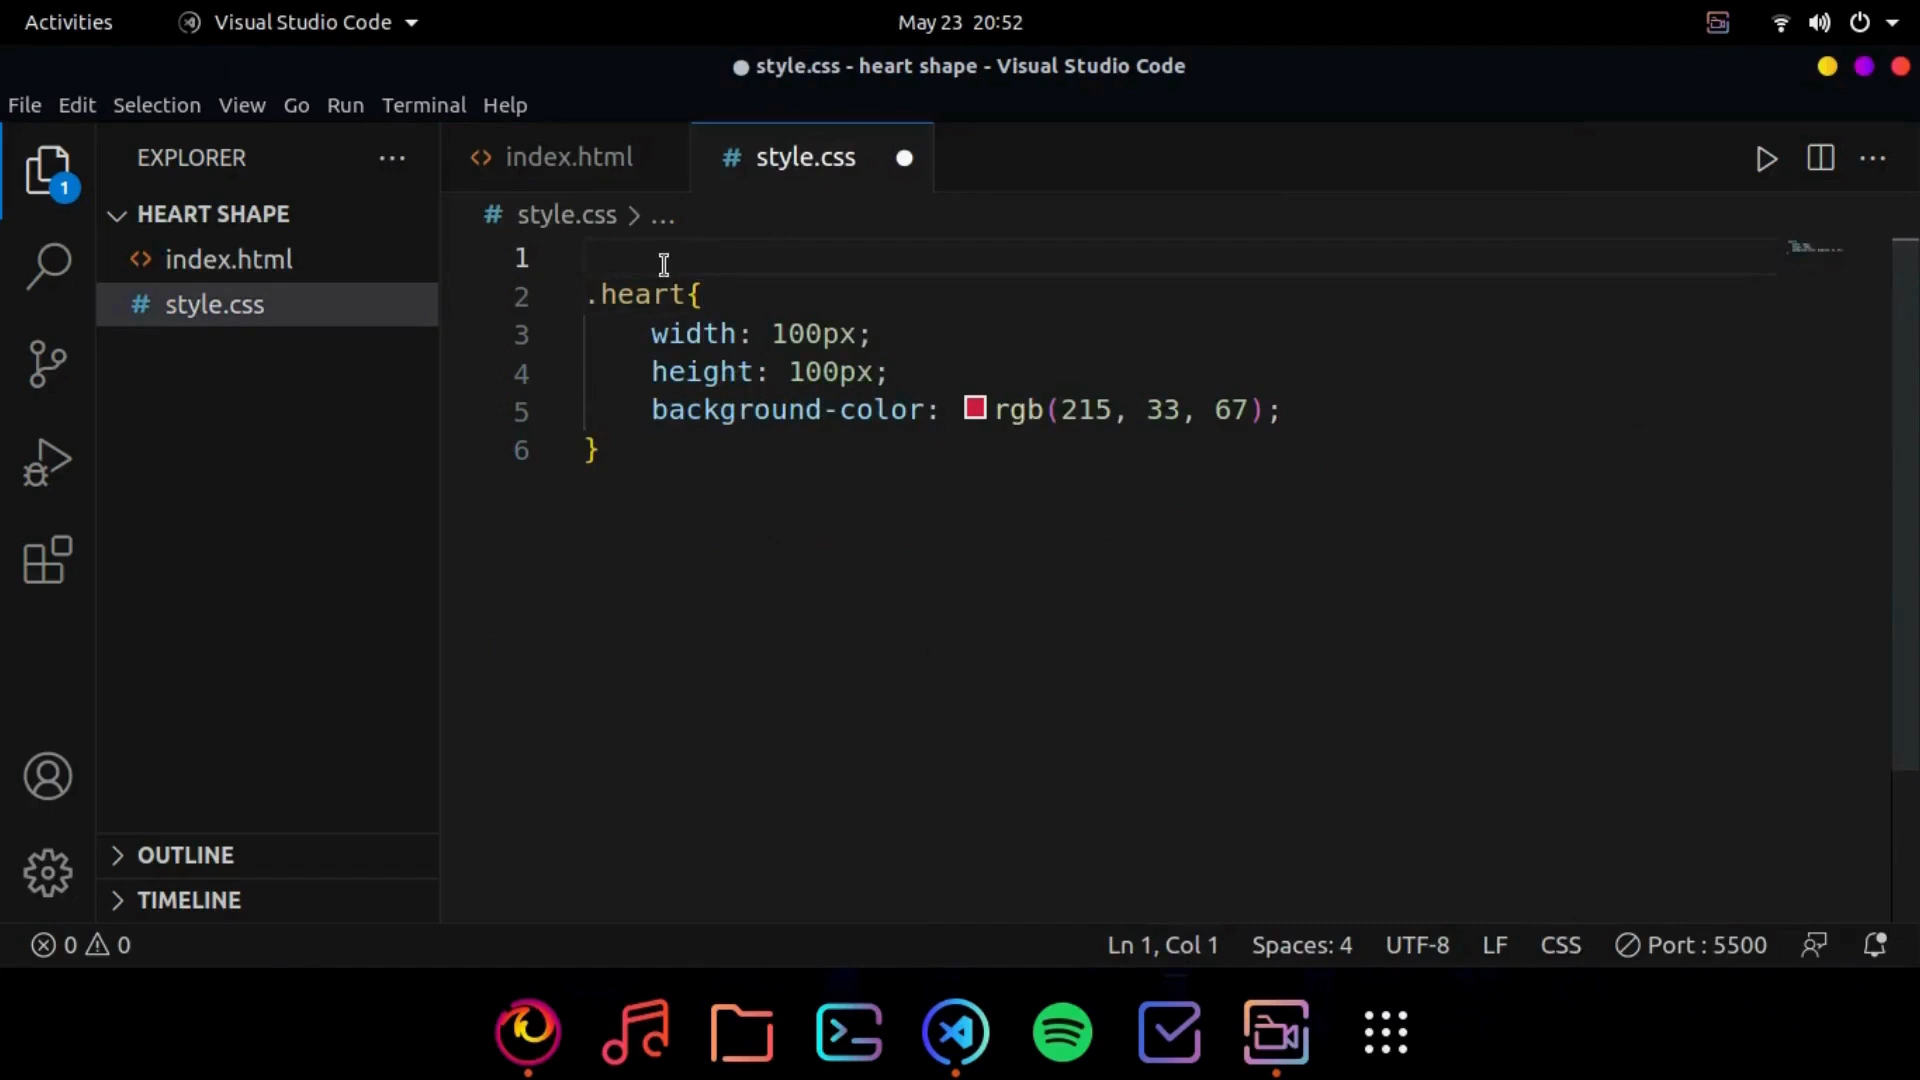 Activities Visual Studio Code May 23 20:52
style.css - heart shape - Visual Studio Code
File Edit Selection View Go Run Terminal Help
EXPLORER ... index.html style.css
HEART SHAPE
index.html
style.css
style.css > ...
1
2 .heart{
3 width: 100px;
4 height: 100px;
5 background-color: rgb(215, 33, 67);
6 }
1
OUTLINE
TIMELINE
0 0 Ln 1, Col 1 Spaces: 4 UTF-8 LF CSS Port : 5500